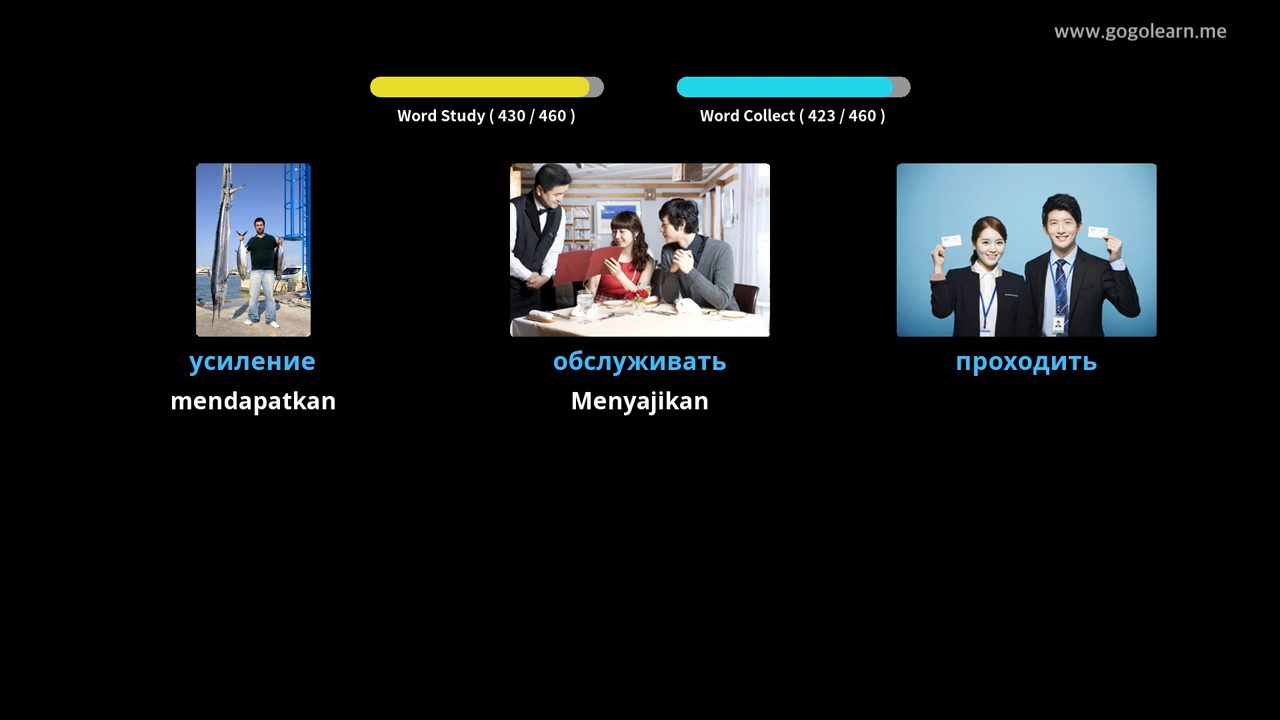 www.gogolearn.me
Word Study ( 430 / 460 )
Word Collect ( 423 / 460 )
усиление
обслуживать
проходить
mendapatkan
Menyajikan